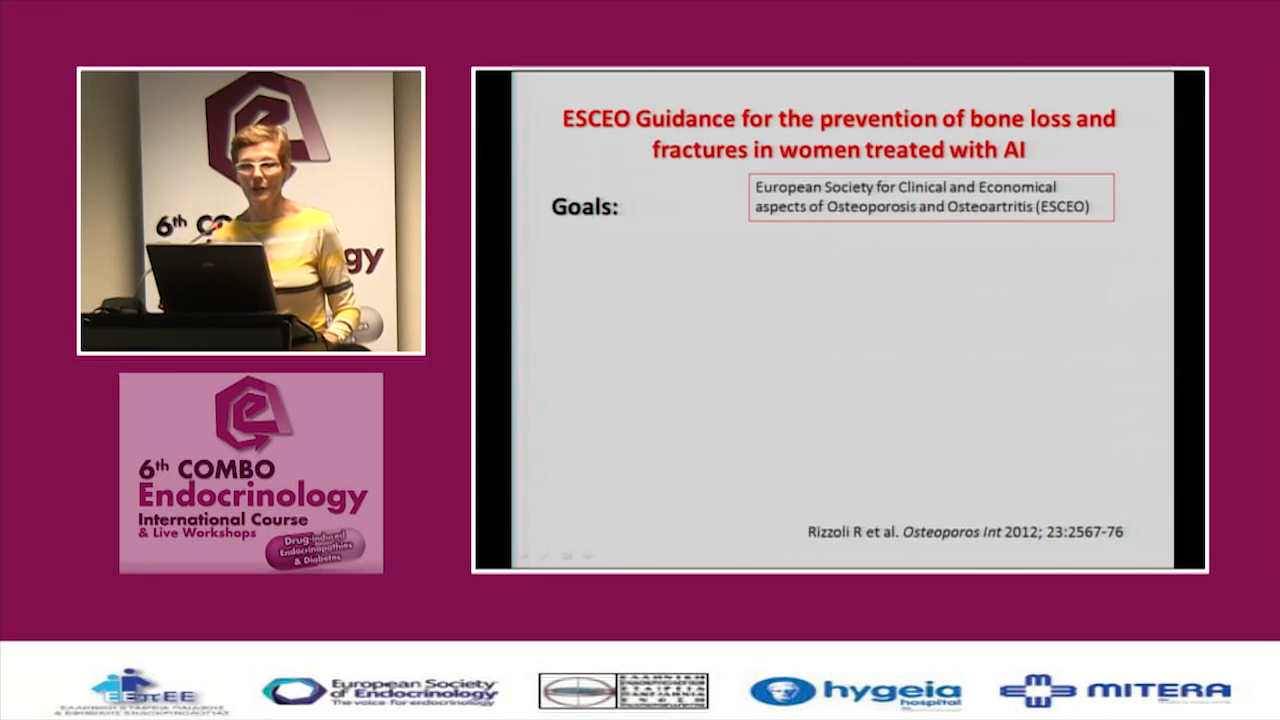 6th CO
gy
6th COMBO
Endocrinology
International Course
& Live Workshops
Drug-induced
Endocrinopathies
& Diabetes
ESCEO Guidance for the prevention of bone loss and
fractures in women treated with AI
European Society for Clinical and Economical
aspects of Osteoporosis and Osteoartritis (ESCEO)
Goals:
Rizzoli R et al. Osteoporos Int 2012; 23:2567-76
European Society
of Endocrinology
The voice for endocrinology
hygeia
hospital
MITERA